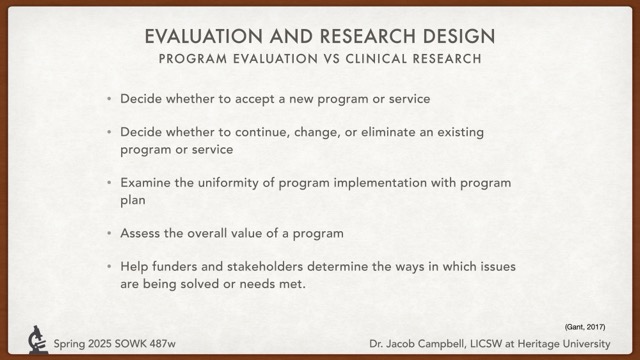 EVALUATION AND RESEARCH DESIGN
PROGRAM EVALUATION VS CLINICAL RESEARCH
• Decide whether to accept a new program or service
• Decide whether to continue, change, or eliminate an existing
program or service
• Examine the uniformity of program implementation with program
plan
• Assess the overall value of a program
• Help funders and stakeholders determine the ways in which issues
are being solved or needs met.
(Gant, 2017)
Spring 2025 SOWK 487w
Dr. Jacob Campbell, LICSW at Heritage University